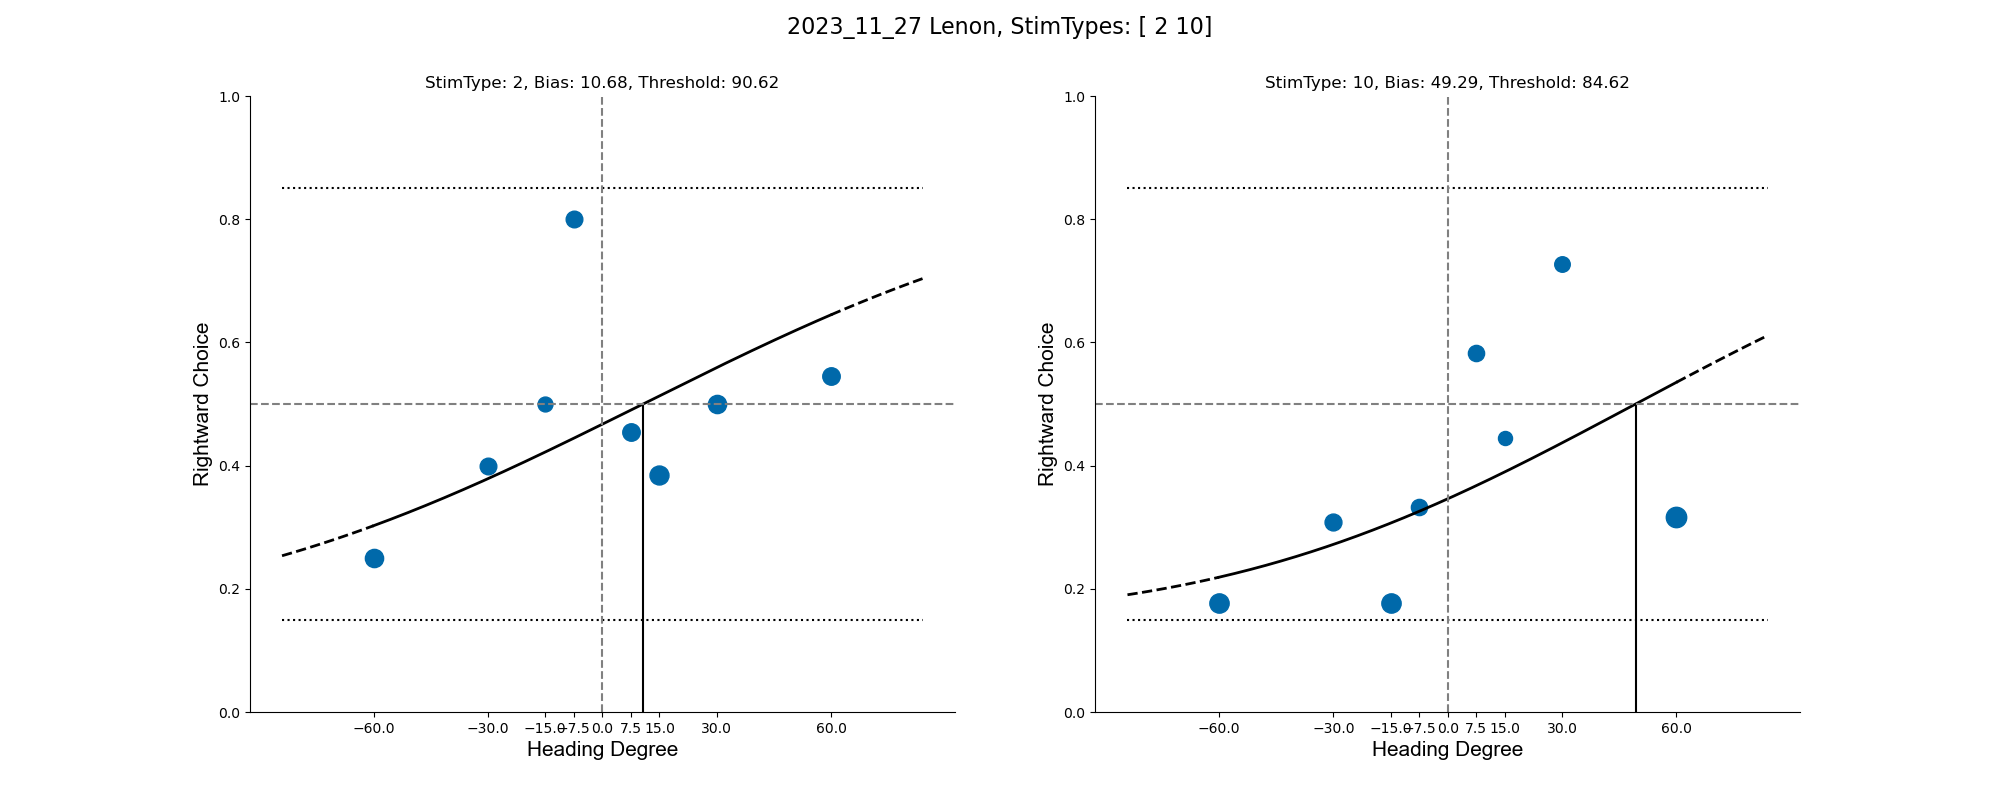 2023_11_27 Lenon, StimTypes: [ 2 10]
StimType: 2, Bias: 10.68, Threshold: 90.62
1.0
0.8
0.6
0.4
0.2
0.0
Rightward Choice
−60.0 −30.0 −15.0 −7.5 0.0 7.5 15.0 30.0 60.0
Heading Degree
StimType: 10, Bias: 49.29, Threshold: 84.62
1.0
0.8
0.6
0.4
0.2
0.0
Rightward Choice
−60.0 −30.0 −15.0 −7.5 0.0 7.5 15.0 30.0 60.0
Heading Degree